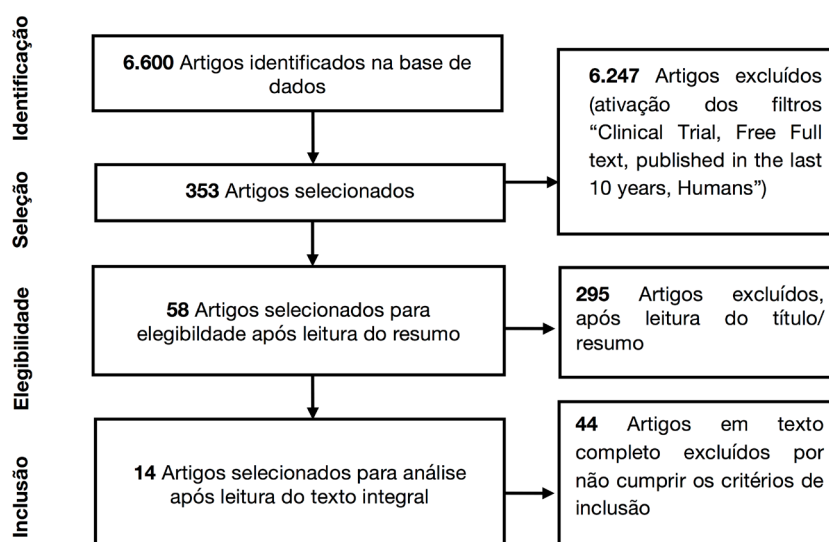 Identificação
6.600 Artigos identificados na base de
dados
6.247 Artigos excluídos
(ativação dos filtros
“Clinical Trial, Free Full
text, published in the last
10 years, Humans”)
Seleção
353 Artigos selecionados
Elegibilidade
58 Artigos selecionados para
elegibildade após leitura do resumo
295 Artigos excluídos,
após leitura do título/
resumo
Inclusão
14 Artigos selecionados para análise
após leitura do texto integral
44 Artigos em texto
completo excluídos por
não cumprir os critérios de
inclusão